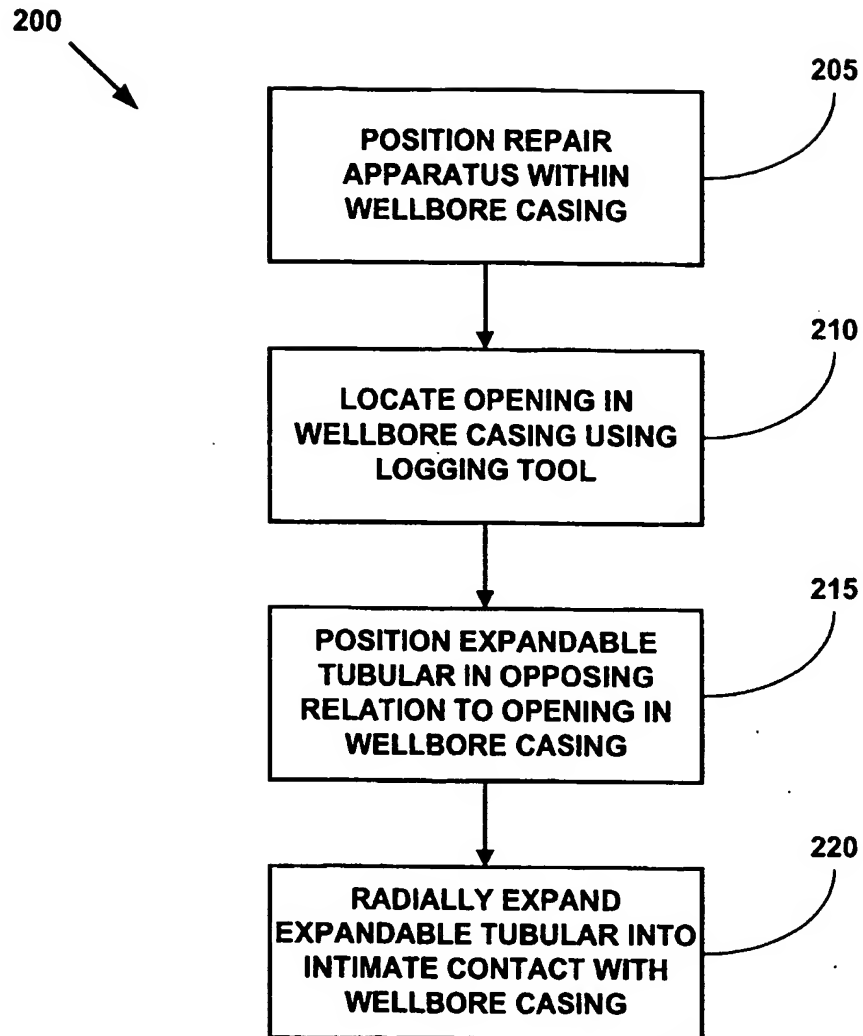 200
205
POSITION REPAIR
APPARATUS WITHIN
WELLBORE CASING
210
LOCATE OPENING IN
WELLBORE CASING USING
LOGGING TOOL
215
POSITION EXPANDABLE
TUBULAR IN OPPOSING
RELATION TO OPENING IN
WELLBORE CASING
220
RADIALLY EXPAND
EXPANDABLE TUBULAR INTO
INTIMATE CONTACT WITH
WELLBORE CASING